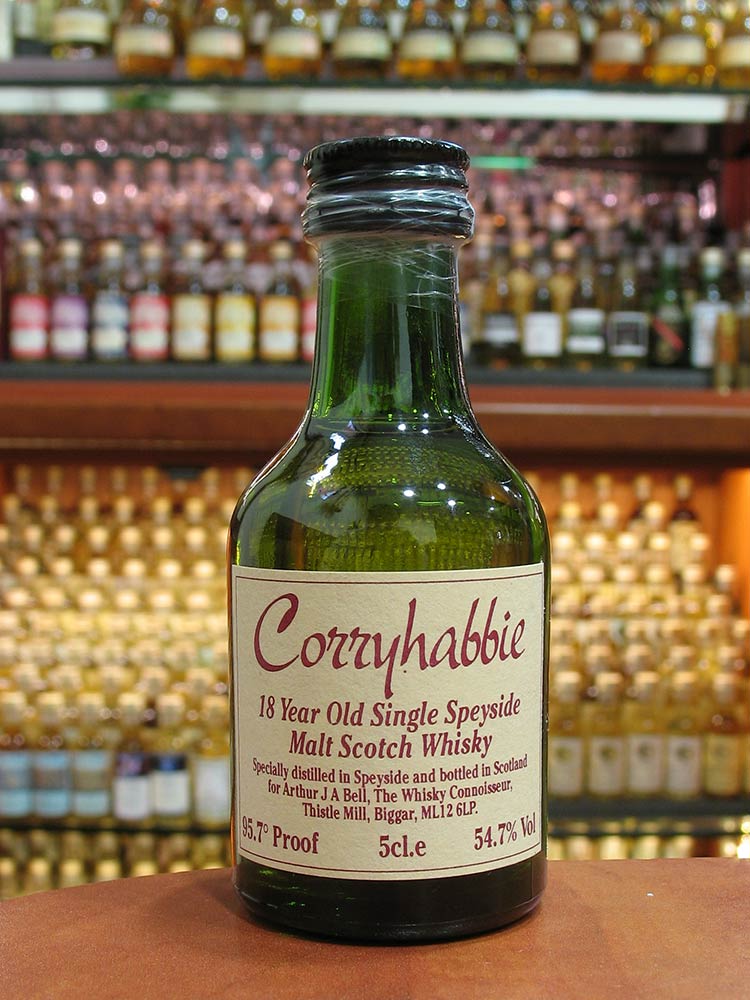 Corryhabbie
18 Year Old Single Speyside
Malt Scotch Whisky
Specially distilled in Speyside and bottled in Scotland
for Arthur J A Bell, The Whisky Connoisseur,
Thistle Mill, Biggar, ML12 6LP.
95.7° Proof 5cl.e 54.7% Vol